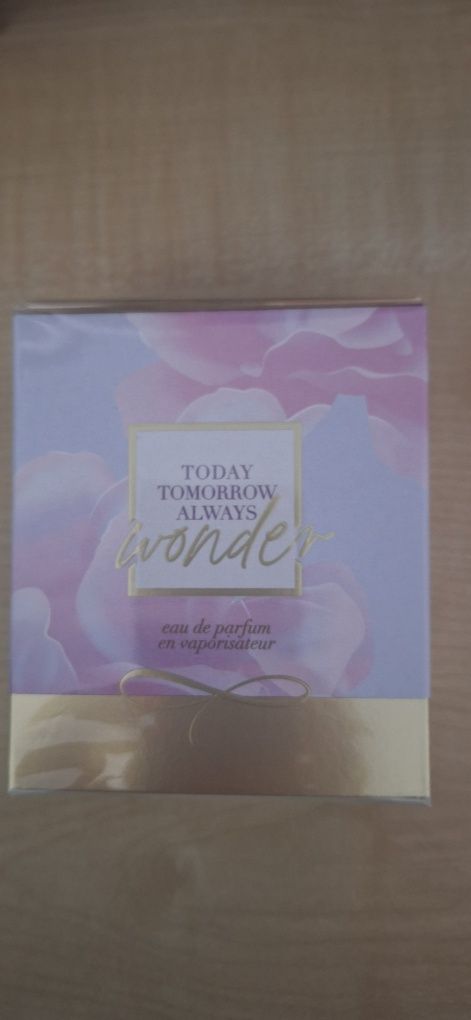 TODAY
TOMORROW
ALWAYS
wonder
eau de parfum
en vaporisateur